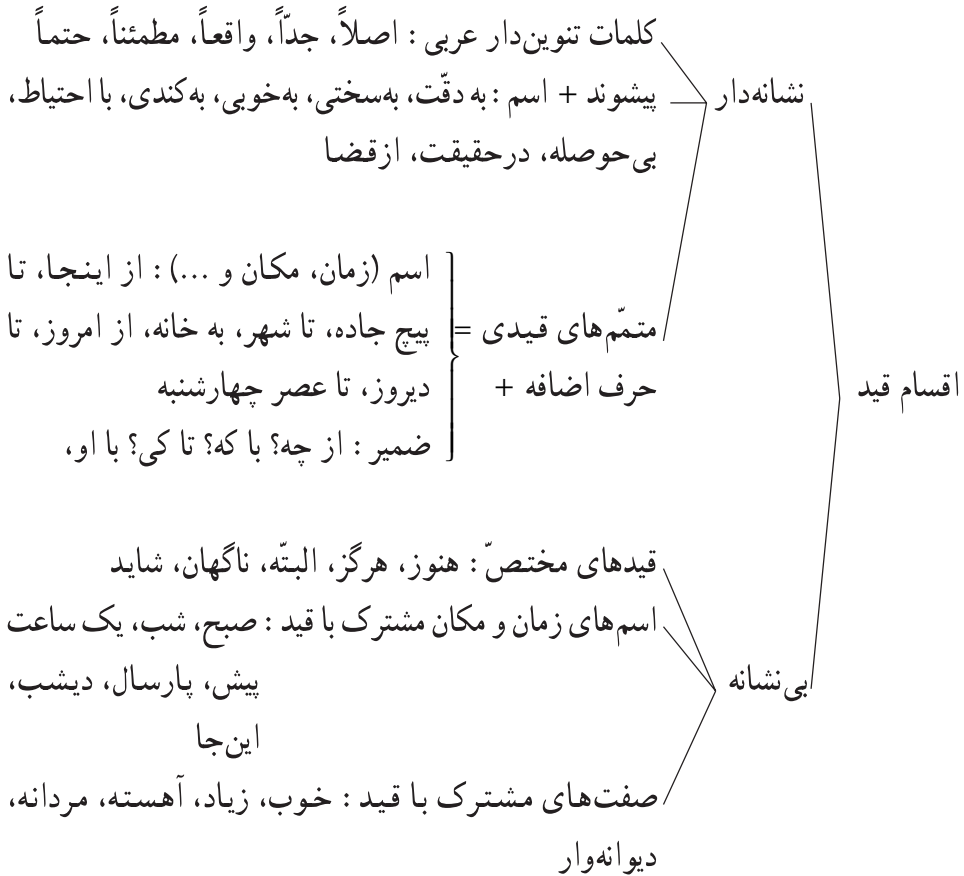 کلمات تنوین‌دار عربی : اصلاً، جدّاً، واقعاً، مطمئناً، حتماً
نشانه‌دار
پیشوند + اسم : به دقّت، به‌سختی، به‌خوبی، به‌کندی، با احتیاط،
بی‌حوصله، درحقیقت، ازقضا
اسم (زمان، مکان و ...) : از اینجا، تا
متمّم‌های قیدی =
پیچ جاده، تا شهر، به خانه، از امروز، تا
اقسام قید
حرف اضافه +
دیروز، تا عصر چهارشنبه
ضمیر : از چه؟ با که؟ تا کی؟ با او،
قیدهای مختصّ : هنوز، هرگز، البتّه، ناگهان، شاید
اسم‌های زمان و مکان مشترک با قید : صبح، شب، یک ساعت
بی‌نشانه
پیش، پارسال، دیشب،
این‌جا
صفت‌های مشترک با قید : خوب، زیاد، آهسته، مردانه،
دیوانه‌وار